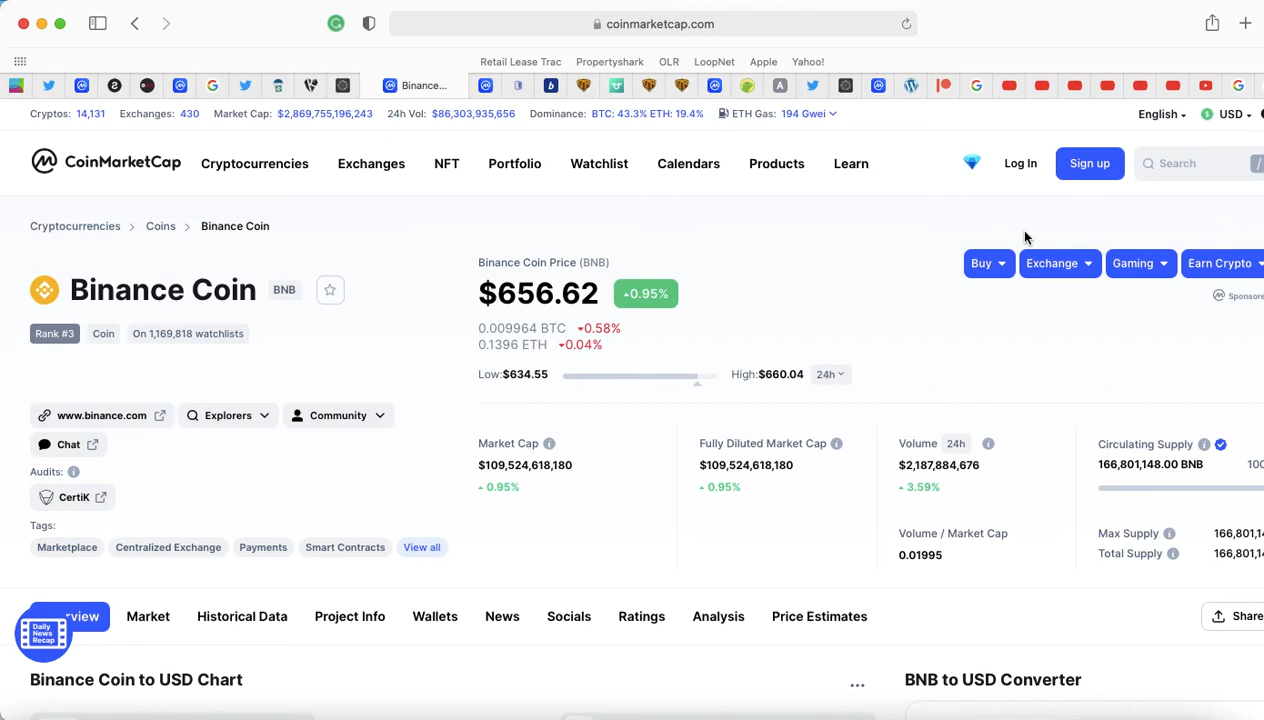 coinmarketcap.com
Retail Lease Trac Propertyshark OLR LoopNet Apple Yahoo!
Binance...
Cryptos: 14,131 Exchanges: 430 Market Cap: $2,869,755,196,243 24h Vol: $86,303,935,656 Dominance: BTC: 43.3% ETH: 19.4% ETH Gas: 194 Gwei English USD
CoinMarketCap Cryptocurrencies Exchanges NFT Portfolio Watchlist Calendars Products Learn Log In Sign up Search /
Cryptocurrencies > Coins > Binance Coin
Binance Coin Price (BNB)
Buy Exchange Gaming Earn Crypto
Binance Coin BNB
$656.62 0.95%
Sponsore
0.009964 BTC 0.58%
Rank #3 Coin On 1,169,818 watchlists
0.1396 ETH 0.04%
Low:$634.55 High:$660.04 24h
www.binance.com Explorers Community
Chat
Market Cap Fully Diluted Market Cap Volume 24h Circulating Supply
$109,524,618,180 $109,524,618,180 $2,187,884,676 166,801,148.00 BNB 100
0.95% 0.95% 3.59%
Audits:
CertiK
Tags:
Marketplace Centralized Exchange Payments Smart Contracts View all
Volume / Market Cap Max Supply 166,801,14
0.01995 Total Supply 166,801,14
rview Market Historical Data Project Info Wallets News Socials Ratings Analysis Price Estimates Share
Daily
News
Recap
Binance Coin to USD Chart ... BNB to USD Converter